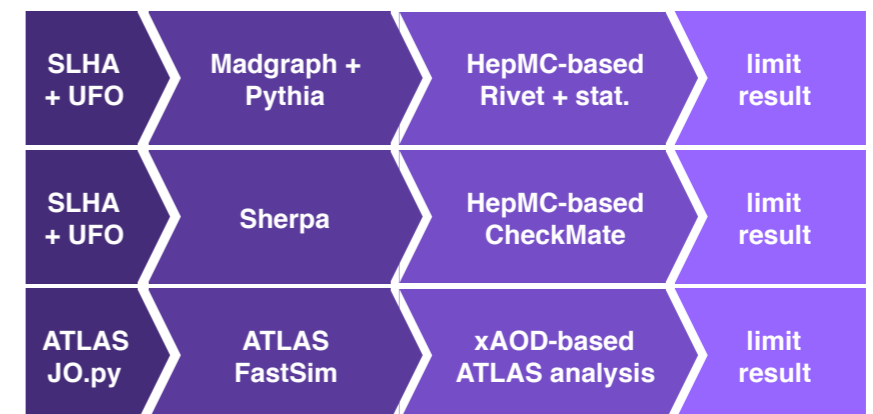 SLHA
+ UFO
Madgraph +
Pythia
HepMC-based
Rivet + stat.
limit
result
SLHA
+ UFO
Sherpa
HepMC-based
CheckMate
limit
result
ATLAS
JO.py
ATLAS
FastSim
xAOD-based
ATLAS analysis
limit
result